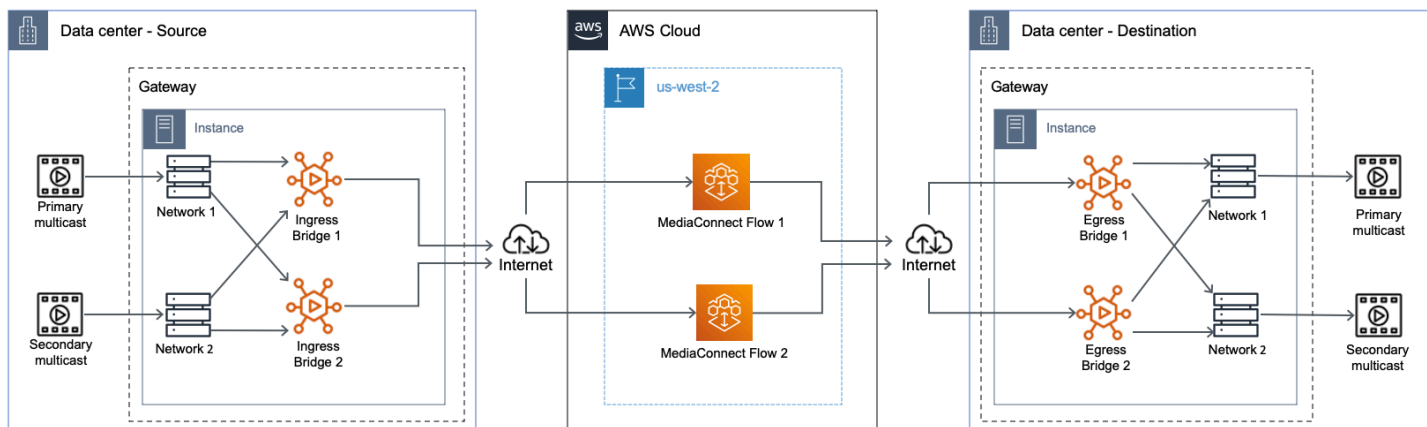 Data center - Source
Gateway
Instance
Primary
multicast
Network 1
Ingress
Bridge 1
Secondary
multicast
Network 2
Ingress
Bridge 2
Internet
aws
AWS Cloud
us-west-2
MediaConnect Flow 1
MediaConnect Flow 2
Internet
Data center - Destination
Gateway
Instance
Egress
Bridge 1
Network 1
Primary
multicast
Egress
Bridge 2
Network 2
Secondary
multicast